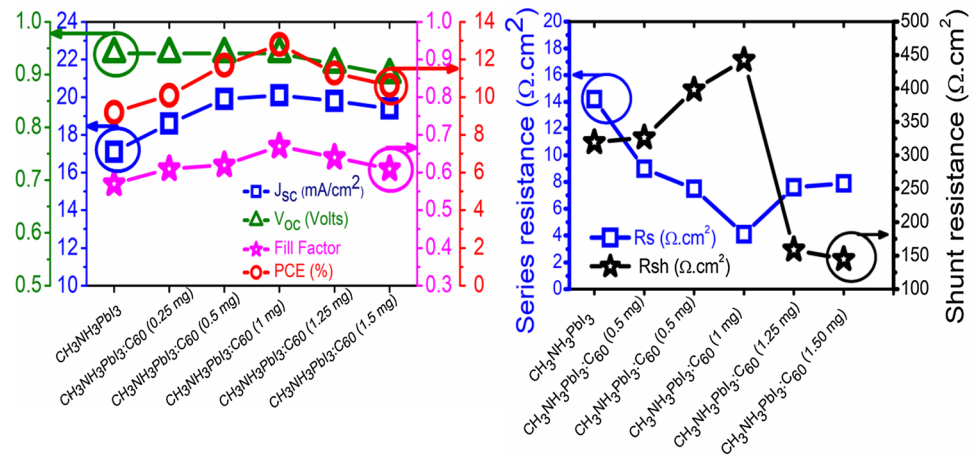 1.0
0.9
0.8
0.7
0.6
0.5
24
22
20
18
16
14
12
10
1.0
0.9
0.8
0.7
0.6
0.5
0.4
0.3
14
12
10
8
6
4
2
0
J_SC (mA/cm²)
V_OC (Volts)
Fill Factor
PCE (%)
CH3NH3PbI3
CH3NH3PbI3:C60 (0.25 mg)
CH3NH3PbI3:C60 (0.5 mg)
CH3NH3PbI3:C60 (1 mg)
CH3NH3PbI3:C60 (1.25 mg)
CH3NH3PbI3:C60 (1.5 mg)
Series resistance (Ω.cm²)
20
18
16
14
12
10
8
6
4
2
0
Rs (Ω.cm²)
Rsh (Ω.cm²)
500
450
400
350
300
250
200
150
100
Shunt resistance (Ω.cm²)
CH3NH3PbI3
CH3NH3PbI3:C60 (0.5 mg)
CH3NH3PbI3:C60 (0.5 mg)
CH3NH3PbI3:C60 (1 mg)
CH3NH3PbI3:C60 (1.25 mg)
CH3NH3PbI3:C60 (1.50 mg)